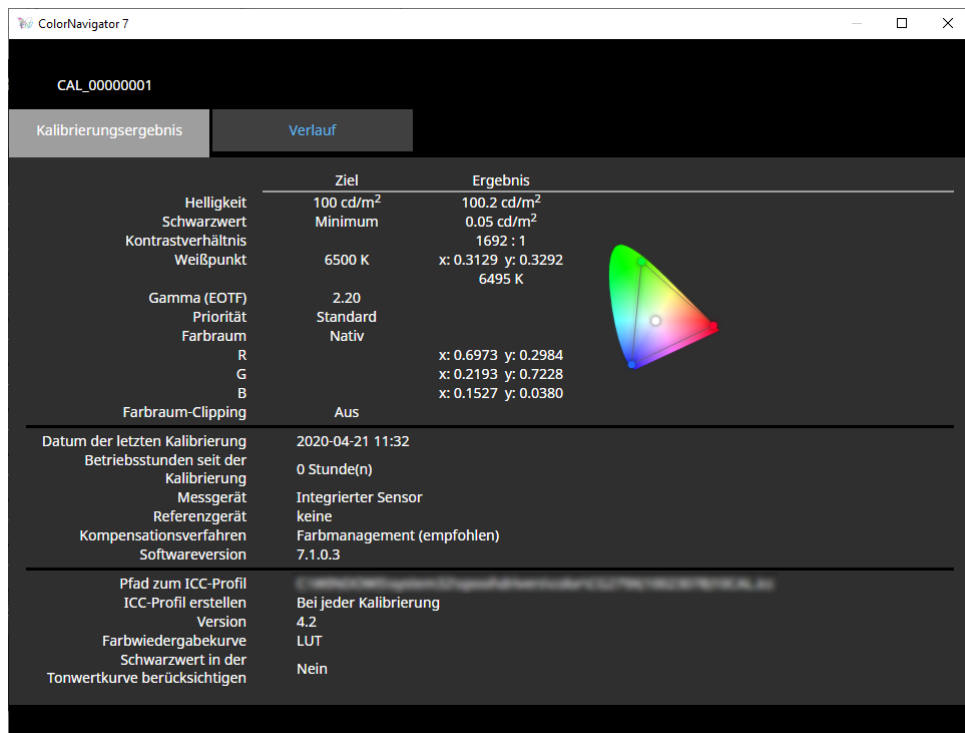 ColorNavigator 7
CAL_00000001
Kalibrierungsergebnis Verlauf
Ziel Ergebnis
Helligkeit 100 cd/m² 100.2 cd/m²
Schwarzwert Minimum 0.05 cd/m²
Kontrastverhältnis 1692 : 1
Weißpunkt 6500 K x: 0.3129 y: 0.3292
6495 K
Gamma (EOTF) 2.20
Priorität Standard
Farbraum Nativ
R x: 0.6973 y: 0.2984
G x: 0.2193 y: 0.7228
B x: 0.1527 y: 0.0380
Farbraum-Clipping Aus
Datum der letzten Kalibrierung 2020-04-21 11:32
Betriebsstunden seit der
Kalibrierung 0 Stunde(n)
Messgerät Integrierter Sensor
Referenzgerät keine
Kompensationsverfahren Farbmanagement (empfohlen)
Softwareversion 7.1.0.3
Pfad zum ICC-Profil
ICC-Profil erstellen Bei jeder Kalibrierung
Version 4.2
Farbwiedergabekurve LUT
Schwarzwert in der
Tonwertkurve berücksichtigen Nein